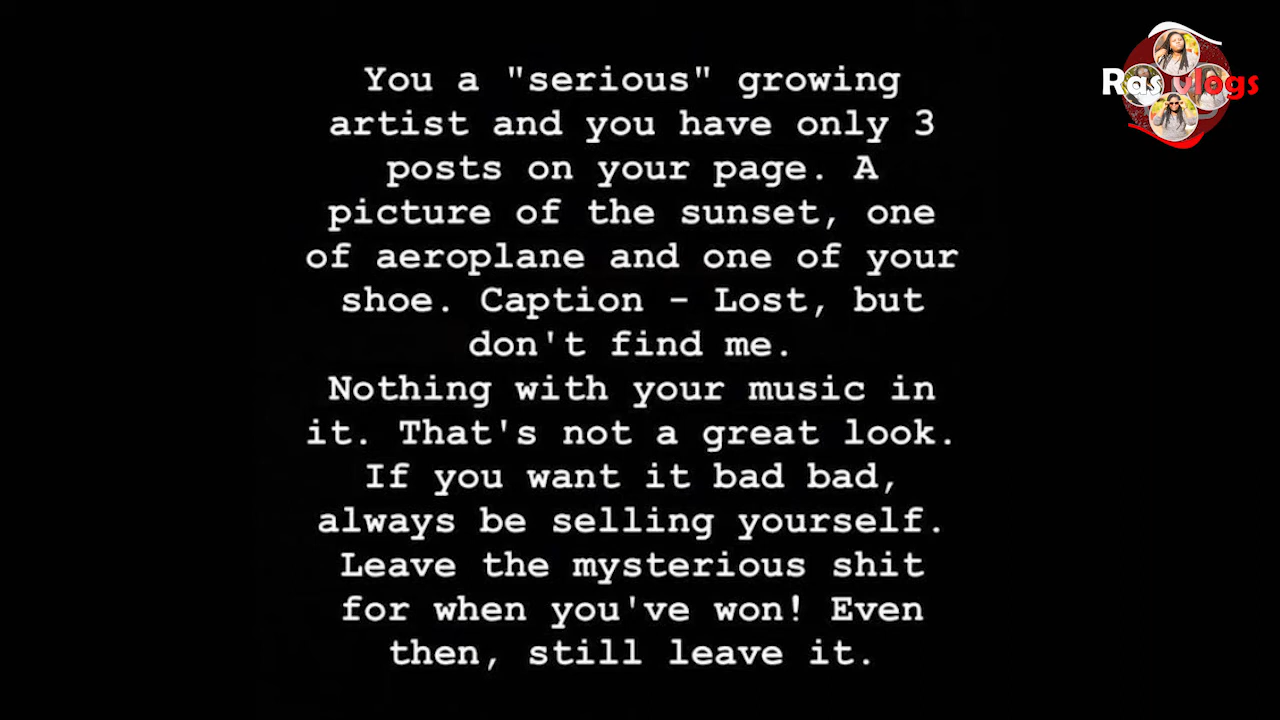 Ras vlogs
You a "serious" growing
artist and you have only 3
posts on your page. A
picture of the sunset, one
of aeroplane and one of your
shoe. Caption - Lost, but
don't find me.
Nothing with your music in
it. That's not a great look.
If you want it bad bad,
always be selling yourself.
Leave the mysterious shit
for when you've won! Even
then, still leave it.